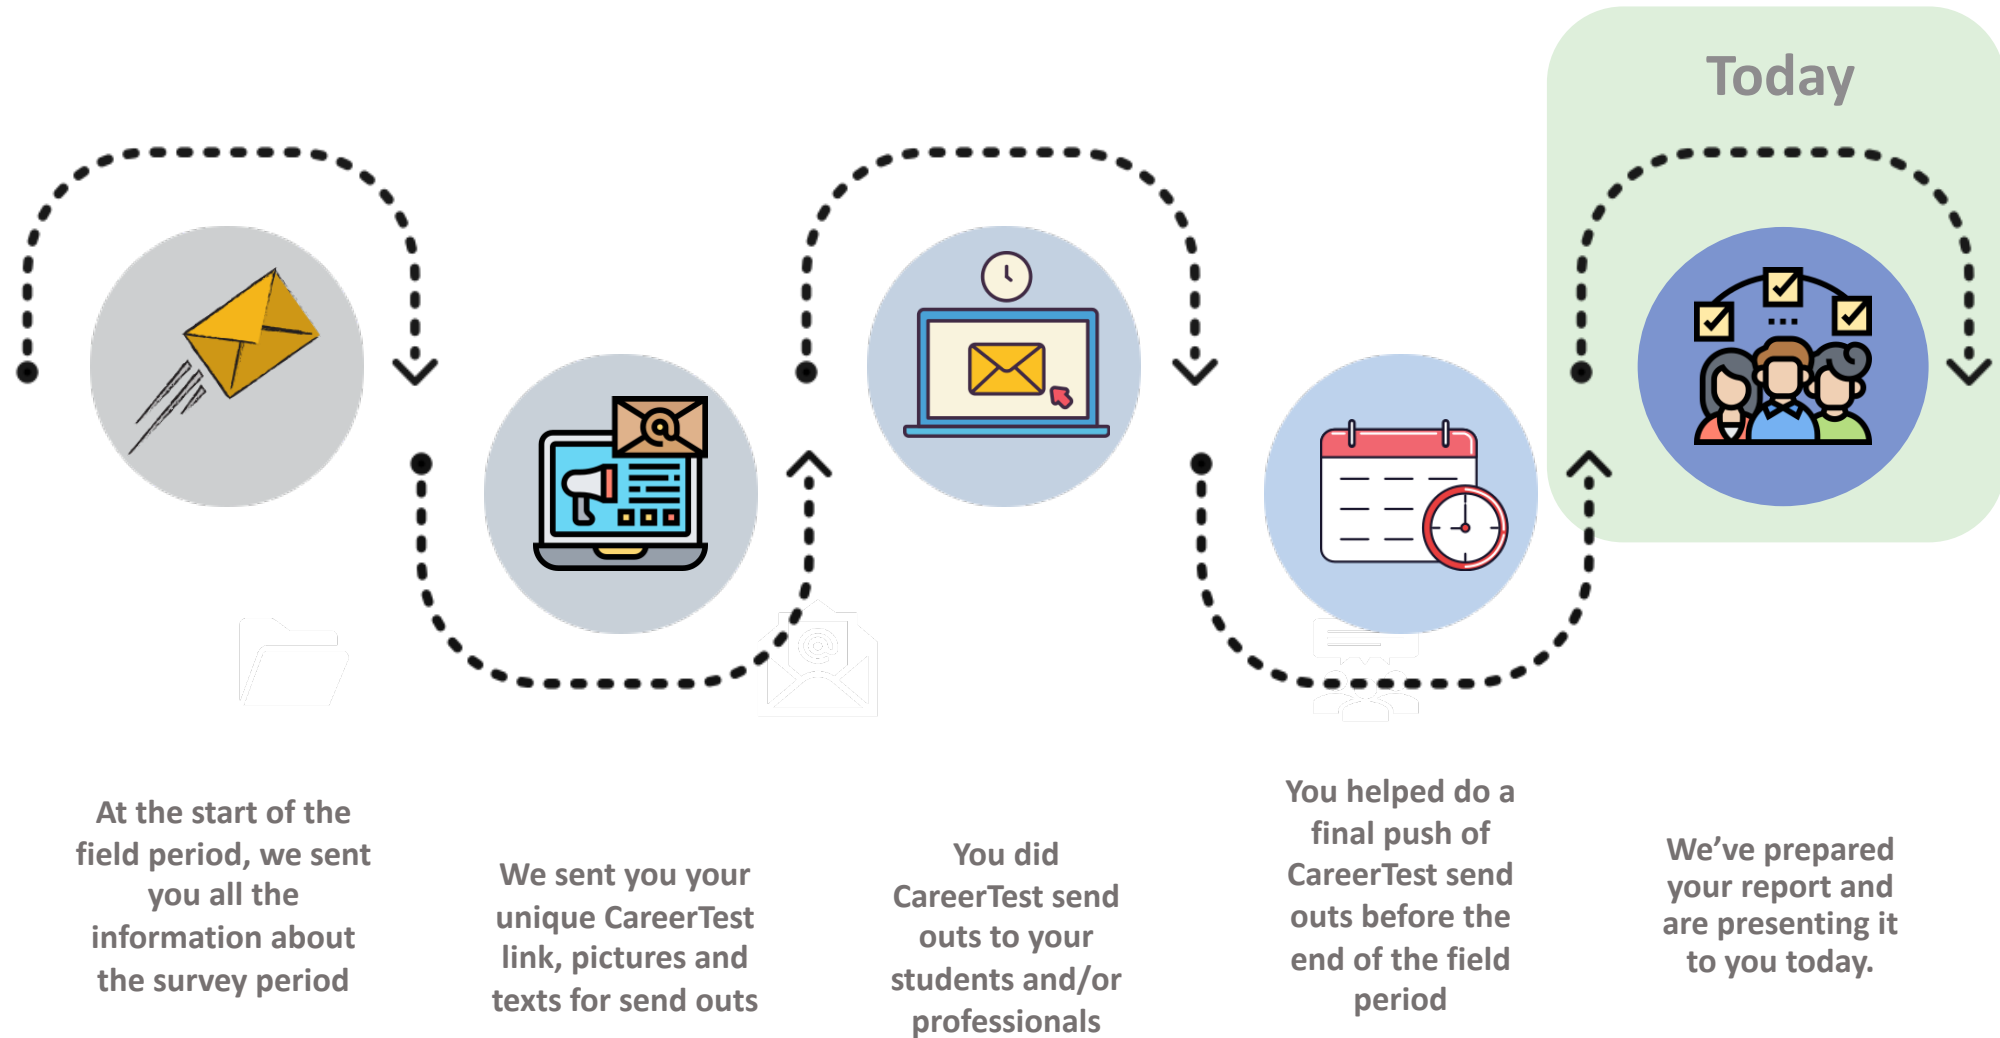 Today
At the start of the
field period, we sent
you all the
information about
the survey period
We sent you your
unique CareerTest
link, pictures and
texts for send outs
You did
CareerTest send
outs to your
students and/or
professionals
You helped do a
final push of
CareerTest send
outs before the
end of the field
period
We’ve prepared
your report and
are presenting it
to you today.